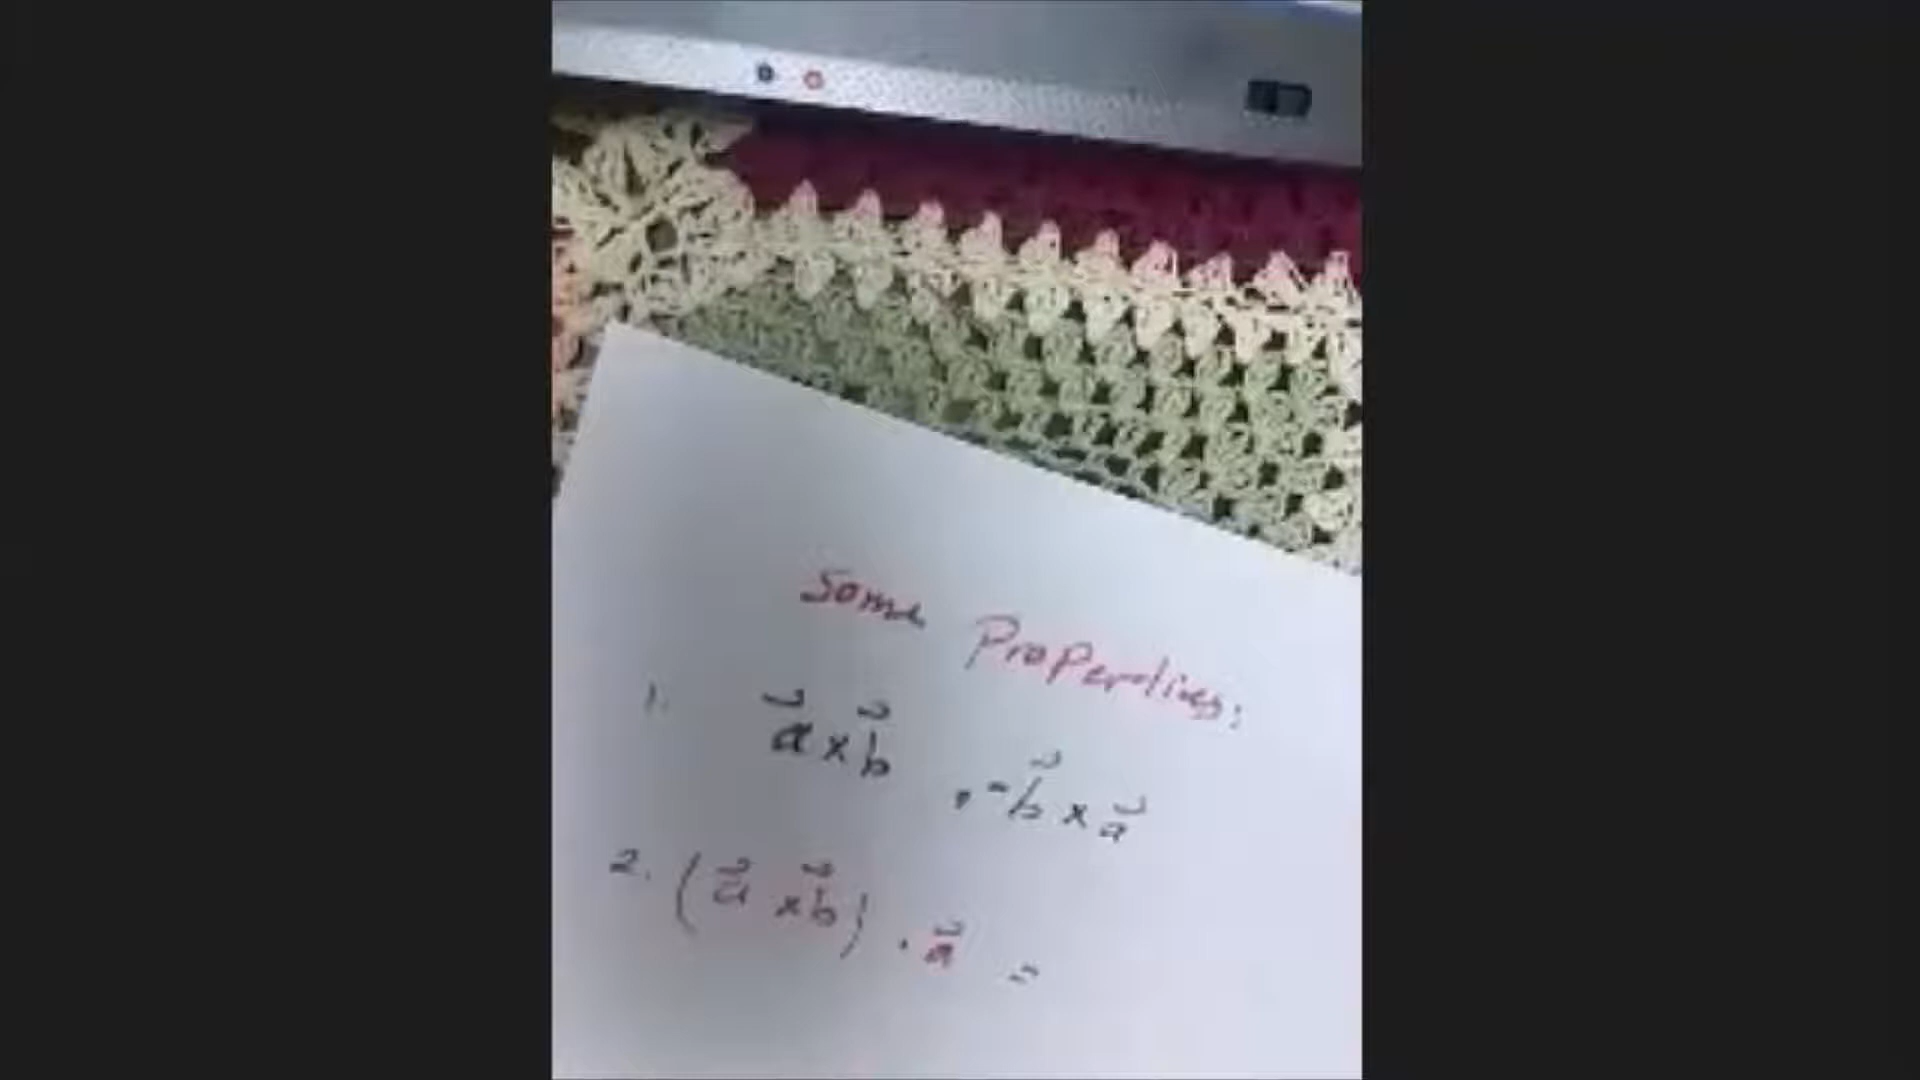 Some Properties:
1. a⃗ × b⃗ = -b⃗ × a⃗
2. (a⃗ × b⃗) · a⃗ =